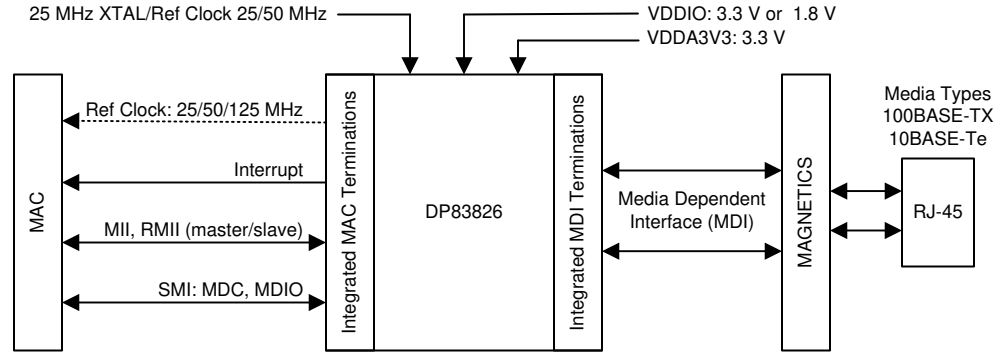 25 MHz XTAL/Ref Clock 25/50 MHz
VDDIO: 3.3 V or 1.8 V
VDDA3V3: 3.3 V
MAC
Ref Clock: 25/50/125 MHz
Interrupt
MII, RMII (master/slave)
SMI: MDC, MDIO
Integrated MAC Terminations
DP83826
Integrated MDI Terminations
Media Dependent
Interface (MDI)
MAGNETICS
Media Types
100BASE-TX
10BASE-Te
RJ-45